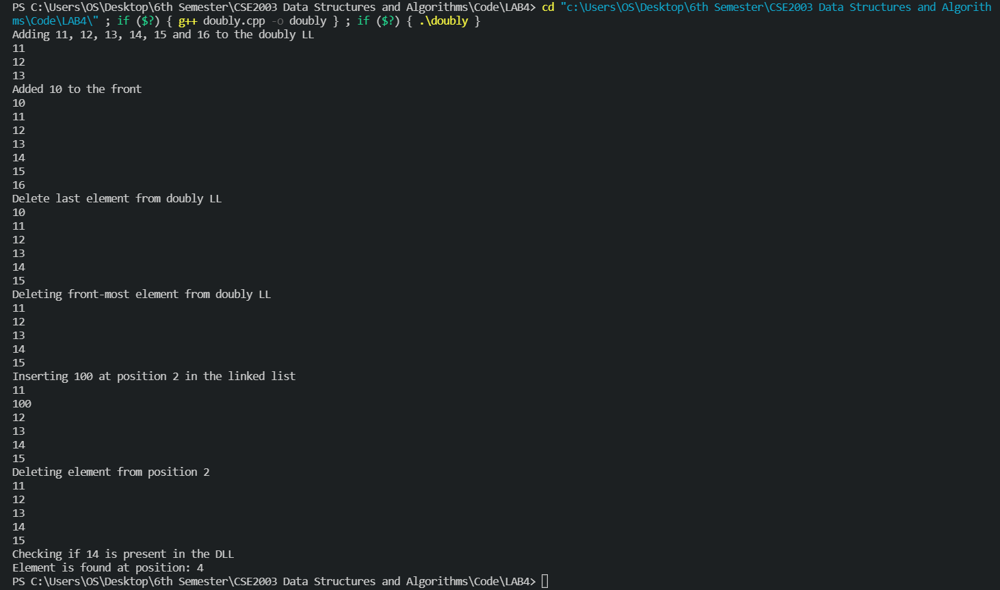 PS C:\Users\OS\Desktop\6th Semester\CSE2003 Data Structures and Algorithms\Code\LAB4> cd "c:\Users\OS\Desktop\6th Semester\CSE2003 Data Structures and Algorith
ms\Code\LAB4\" ; if ($?) { g++ doubly.cpp -o doubly } ; if ($?) { .\doubly }
Adding 11, 12, 13, 14, 15 and 16 to the doubly LL
11
12
13
Added 10 to the front
10
11
12
13
14
15
16
Delete last element from doubly LL
10
11
12
13
14
15
Deleting front-most element from doubly LL
11
12
13
14
15
Inserting 100 at position 2 in the linked list
11
100
12
13
14
15
Deleting element from position 2
11
12
13
14
15
Checking if 14 is present in the DLL
Element is found at position: 4
PS C:\Users\OS\Desktop\6th Semester\CSE2003 Data Structures and Algorithms\Code\LAB4>